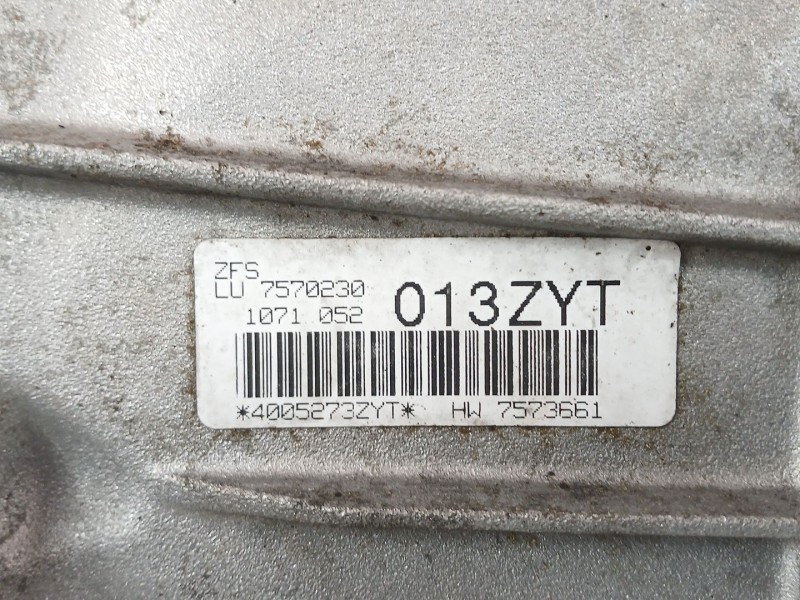 ZFS
LU 7570230
1071 052
013ZYT
*4005273ZYT* HW 7573661